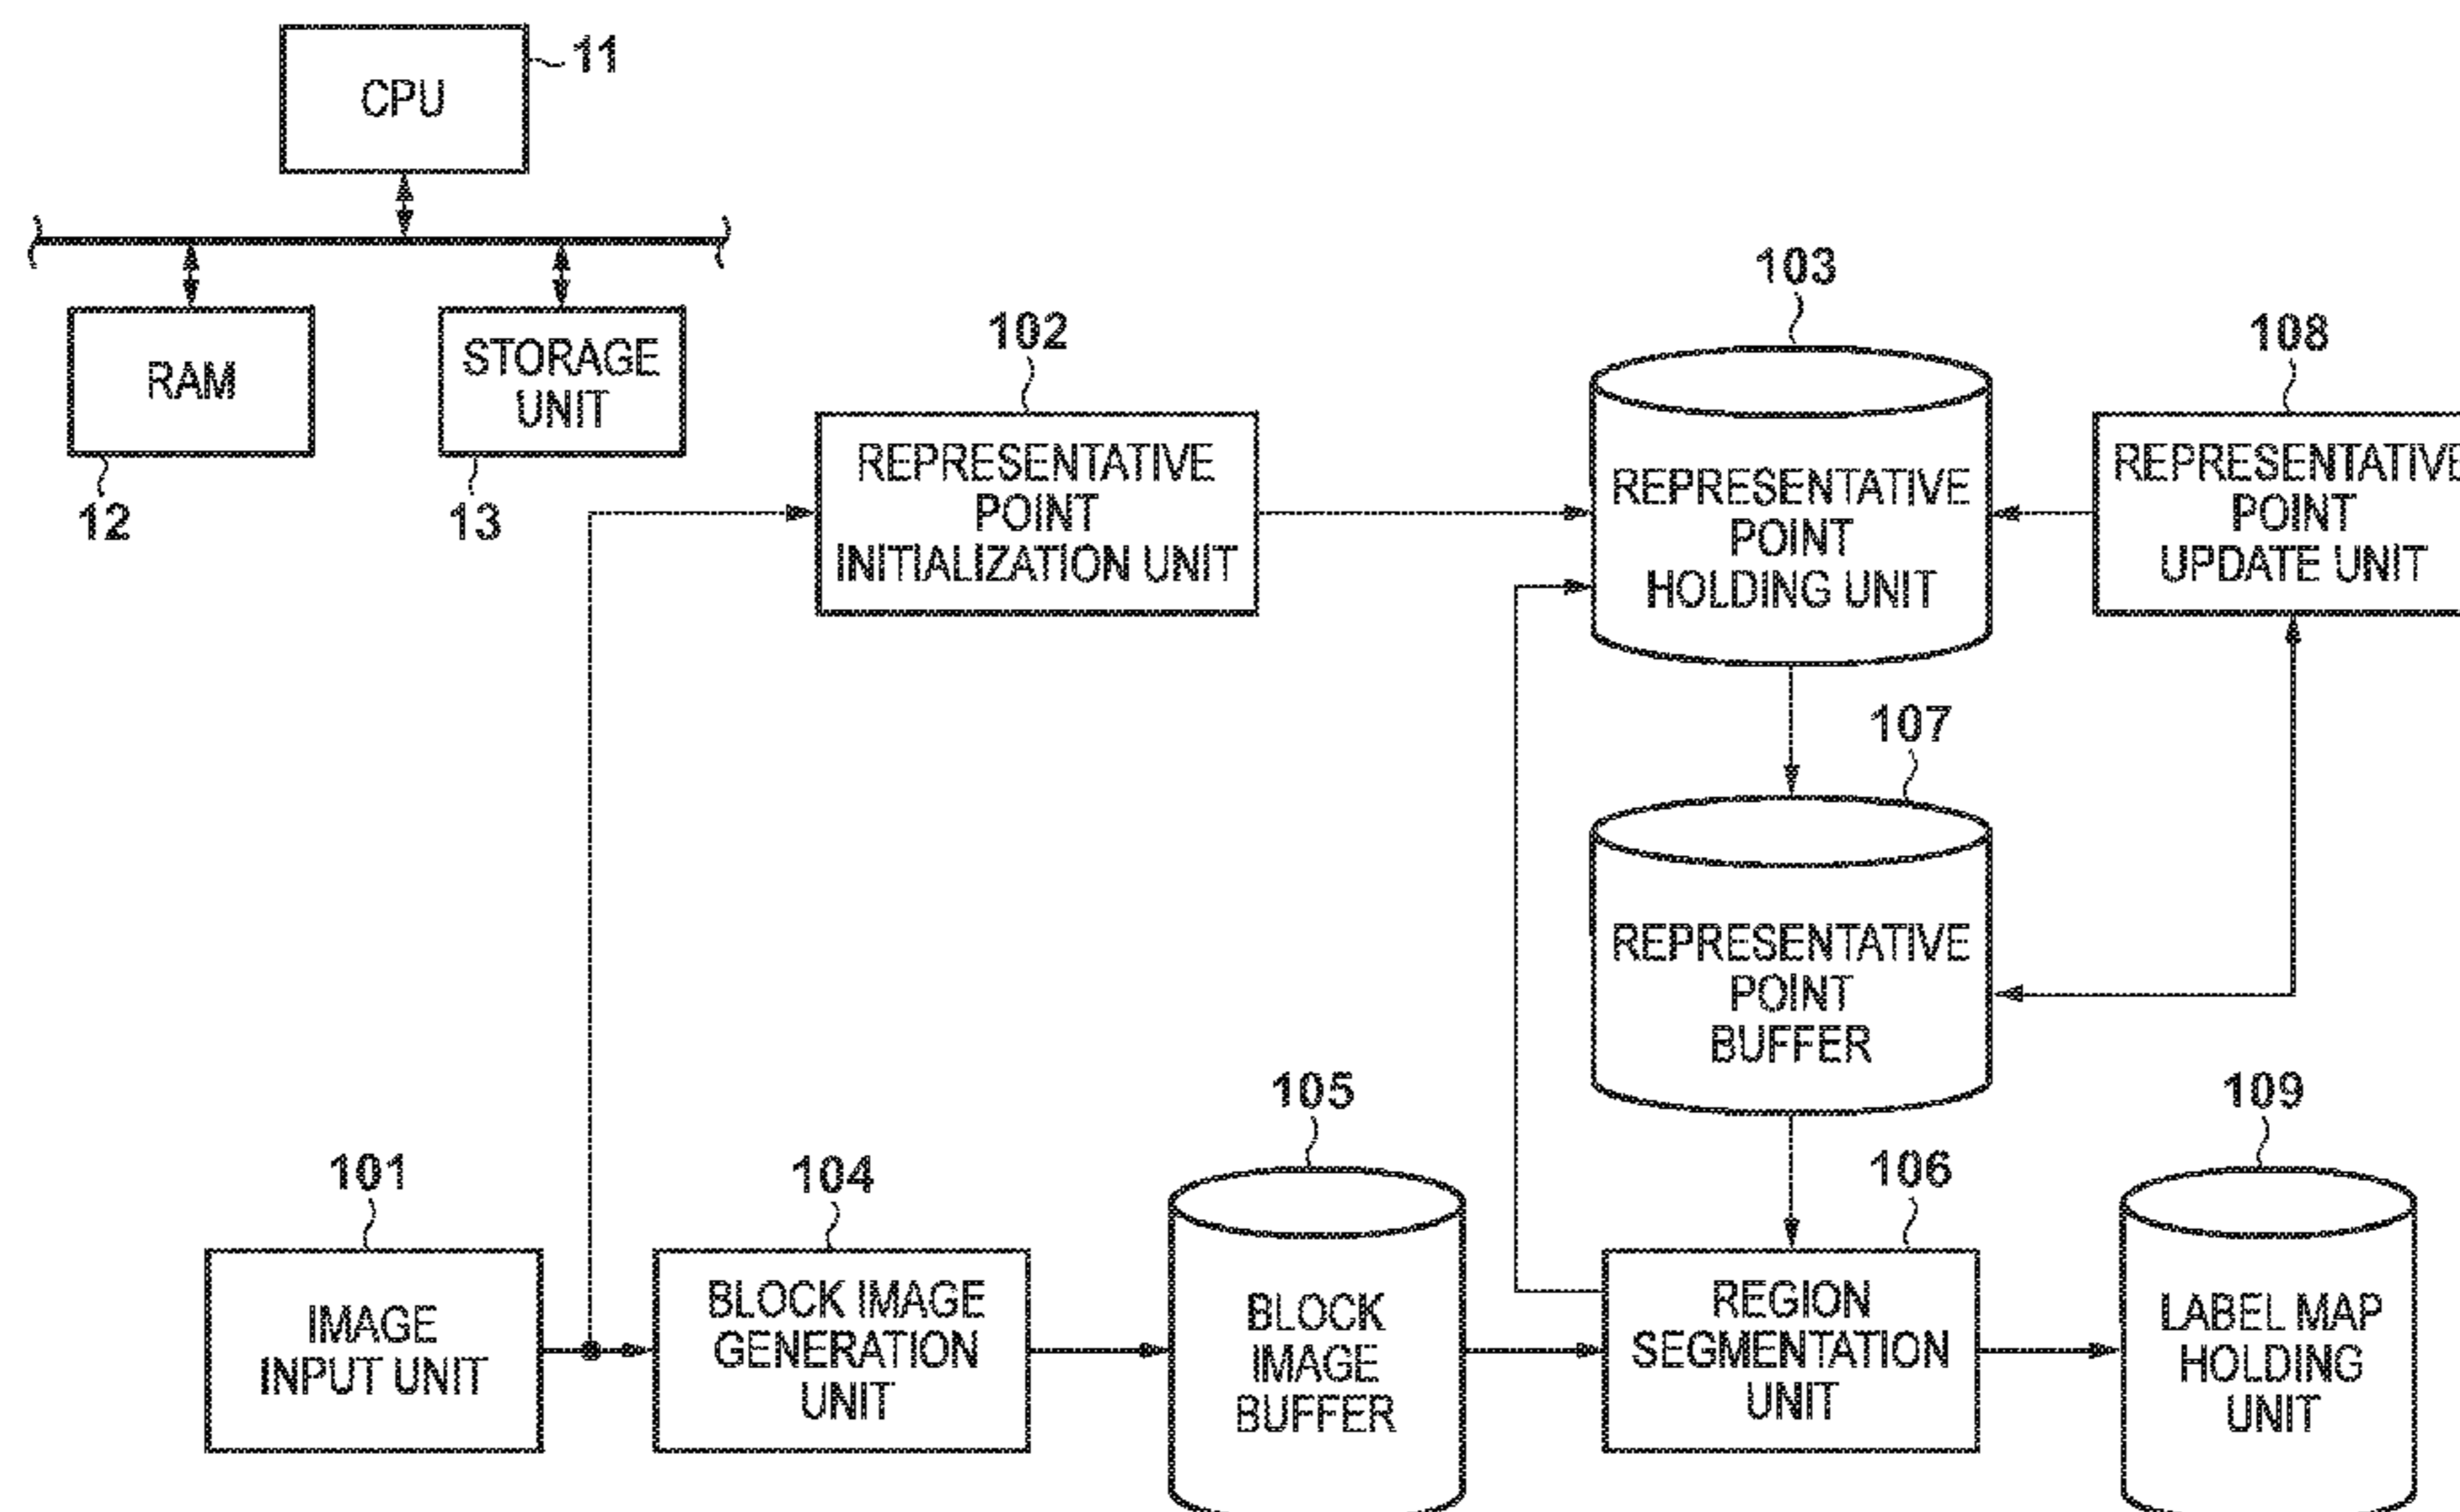 11
CPU
RAM
12
STORAGE
UNIT
13
102
REPRESENTATIVE
POINT
INITIALIZATION UNIT
103
REPRESENTATIVE
POINT
HOLDING UNIT
108
REPRESENTATIVE
POINT
UPDATE UNIT
107
REPRESENTATIVE
POINT
BUFFER
101
IMAGE
INPUT UNIT
104
BLOCK IMAGE
GENERATION
UNIT
105
BLOCK
IMAGE
BUFFER
106
REGION
SEGMENTATION
UNIT
109
LABEL MAP
HOLDING
UNIT